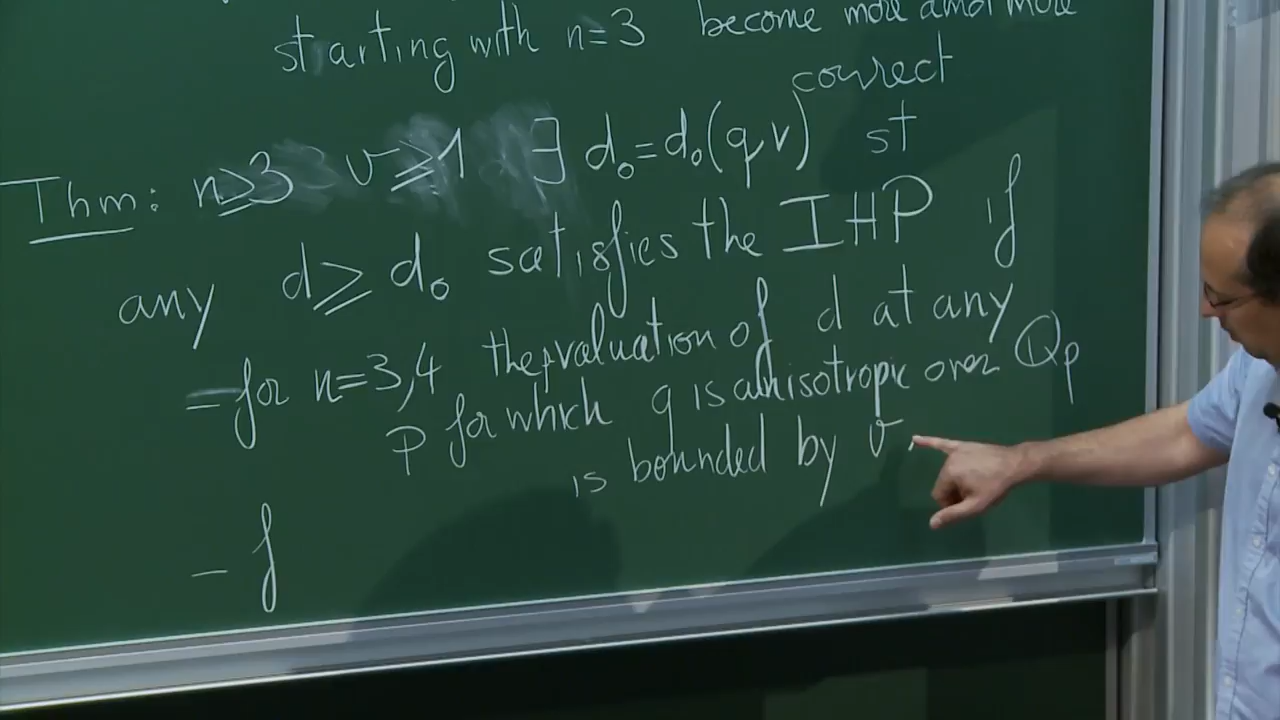 starting with n=3 become more and more
correct
Thm: n≥3 v≥1 ∃ d₀=d₀(q,v) st
any d≥d₀ satisfies the IHP if
- for n=3,4 the valuation of d at any
p for which q is anisotropic over Qp
is bounded by v
- f